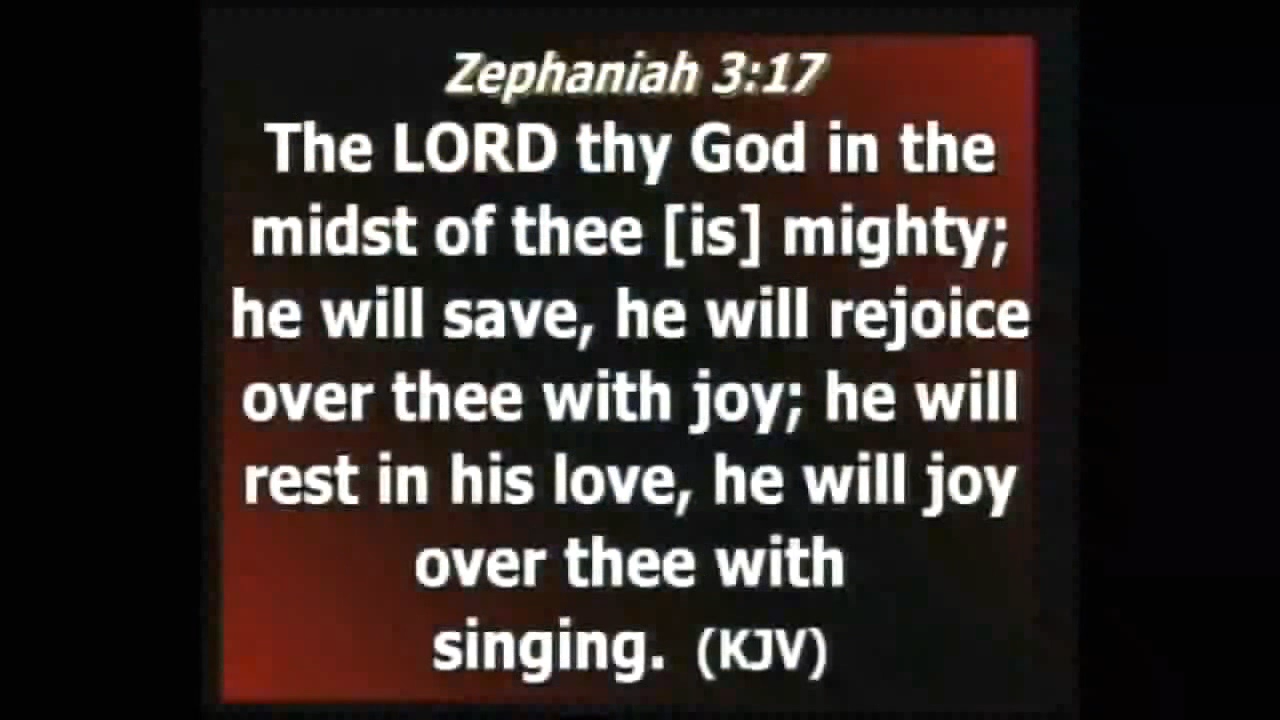 Zephaniah 3:17
The LORD thy God in the
midst of thee [is] mighty;
he will save, he will rejoice
over thee with joy; he will
rest in his love, he will joy
over thee with
singing. (KJV)